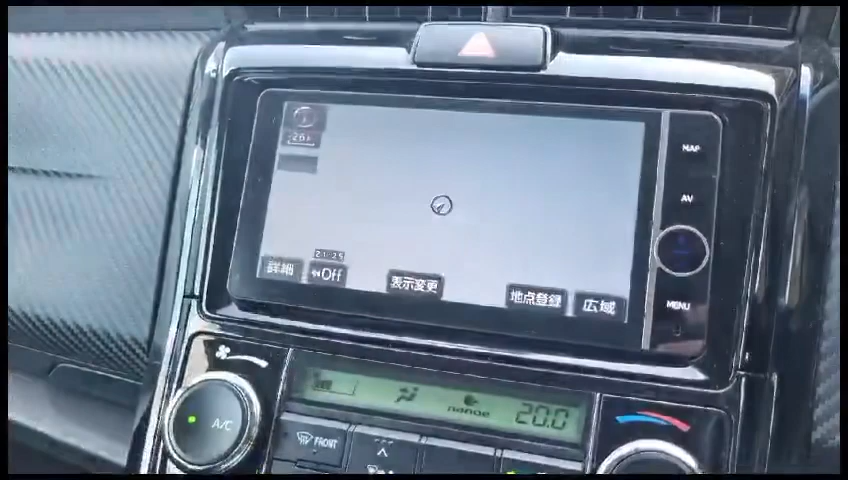 MAP
AV
21:25
詳細
Off
表示変更
地点登録
広域
MENU
nanoe
20.0
A/C
FRONT